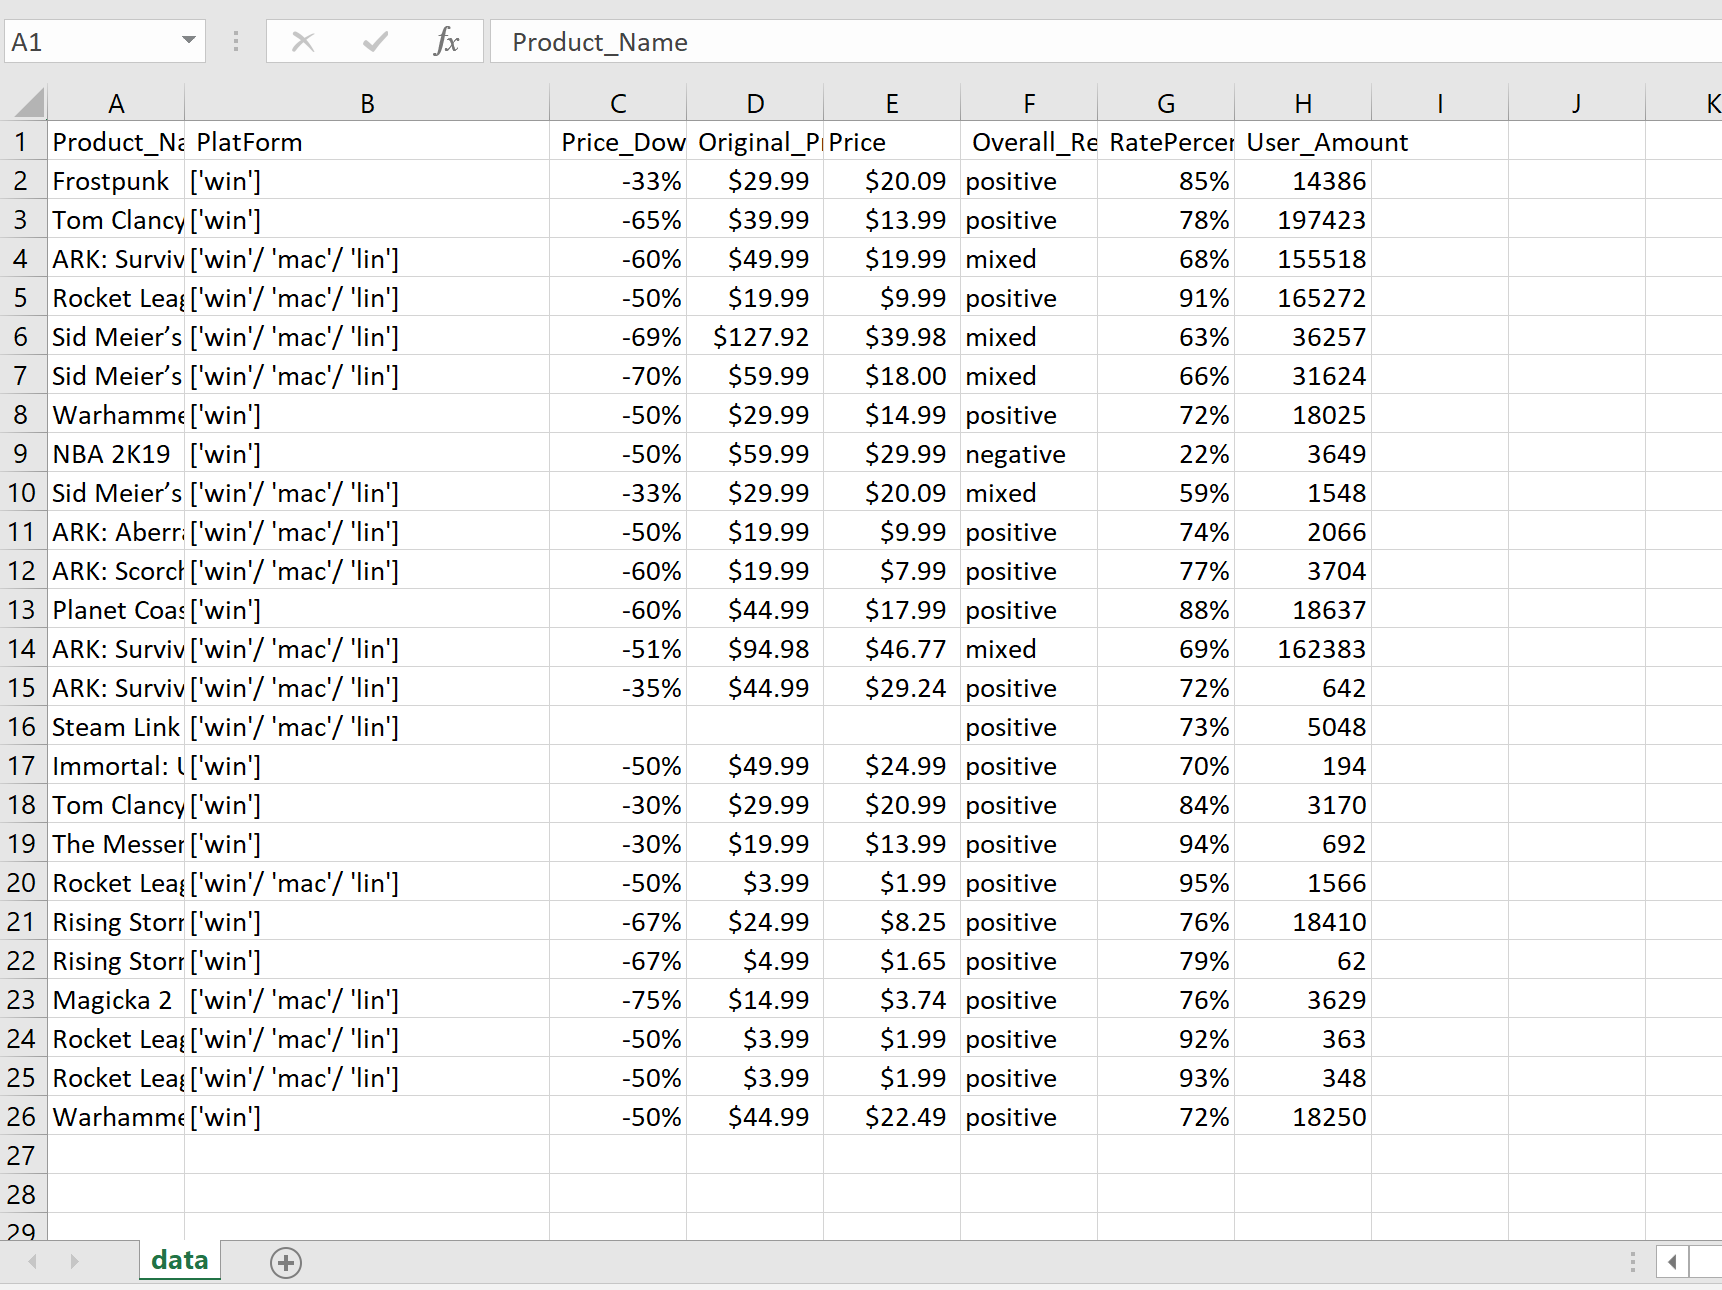 A1 fx Product_Name
A B C D E F G H I J K
1 Product_Na PlatForm Price_Dow Original_Pr Price Overall_Re RatePercen User_Amount
2 Frostpunk ['win'] -33% $29.99 $20.09 positive 85% 14386
3 Tom Clancy ['win'] -65% $39.99 $13.99 positive 78% 197423
4 ARK: Surviv ['win'/ 'mac'/ 'lin'] -60% $49.99 $19.99 mixed 68% 155518
5 Rocket Leag ['win'/ 'mac'/ 'lin'] -50% $19.99 $9.99 positive 91% 165272
6 Sid Meier’s ['win'/ 'mac'/ 'lin'] -69% $127.92 $39.98 mixed 63% 36257
7 Sid Meier’s ['win'/ 'mac'/ 'lin'] -70% $59.99 $18.00 mixed 66% 31624
8 Warhamme ['win'] -50% $29.99 $14.99 positive 72% 18025
9 NBA 2K19 ['win'] -50% $59.99 $29.99 negative 22% 3649
10 Sid Meier’s ['win'/ 'mac'/ 'lin'] -33% $29.99 $20.09 mixed 59% 1548
11 ARK: Aberra ['win'/ 'mac'/ 'lin'] -50% $19.99 $9.99 positive 74% 2066
12 ARK: Scorch ['win'/ 'mac'/ 'lin'] -60% $19.99 $7.99 positive 77% 3704
13 Planet Coas ['win'] -60% $44.99 $17.99 positive 88% 18637
14 ARK: Surviv ['win'/ 'mac'/ 'lin'] -51% $94.98 $46.77 mixed 69% 162383
15 ARK: Surviv ['win'/ 'mac'/ 'lin'] -35% $44.99 $29.24 positive 72% 642
16 Steam Link ['win'/ 'mac'/ 'lin'] positive 73% 5048
17 Immortal: U ['win'] -50% $49.99 $24.99 positive 70% 194
18 Tom Clancy ['win'] -30% $29.99 $20.99 positive 84% 3170
19 The Messen ['win'] -30% $19.99 $13.99 positive 94% 692
20 Rocket Leag ['win'/ 'mac'/ 'lin'] -50% $3.99 $1.99 positive 95% 1566
21 Rising Storm ['win'] -67% $24.99 $8.25 positive 76% 18410
22 Rising Storm ['win'] -67% $4.99 $1.65 positive 79% 62
23 Magicka 2 ['win'/ 'mac'/ 'lin'] -75% $14.99 $3.74 positive 76% 3629
24 Rocket Leag ['win'/ 'mac'/ 'lin'] -50% $3.99 $1.99 positive 92% 363
25 Rocket Leag ['win'/ 'mac'/ 'lin'] -50% $3.99 $1.99 positive 93% 348
26 Warhamme ['win'] -50% $44.99 $22.49 positive 72% 18250
27
28
29
data